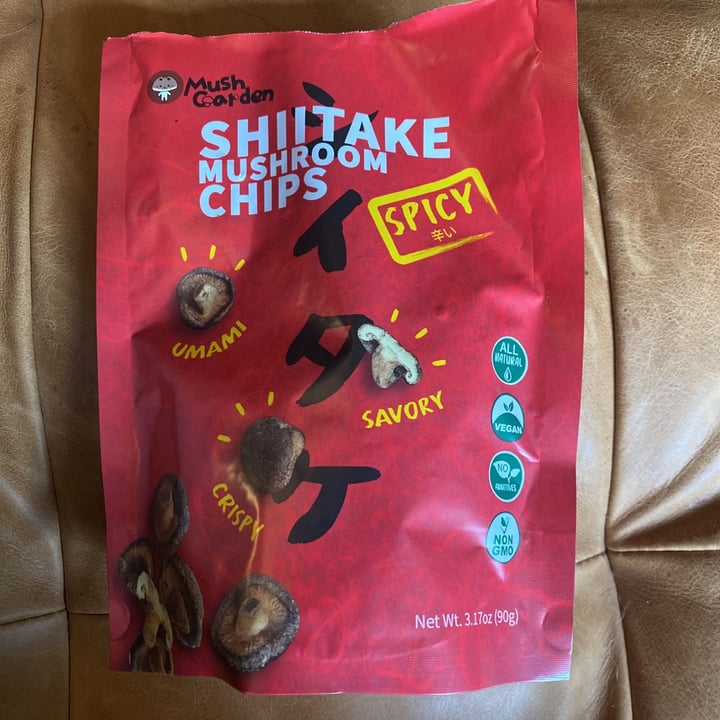 Mush
Garden
SHIITAKE
MUSHROOM
CHIPS
シイタケ
SPICY
辛い
UMAMI
SAVORY
CRISPY
ALL
NATURAL
VEGAN
NO
ADDITIVES
NON
GMO
Net Wt. 3.17oz (90g)